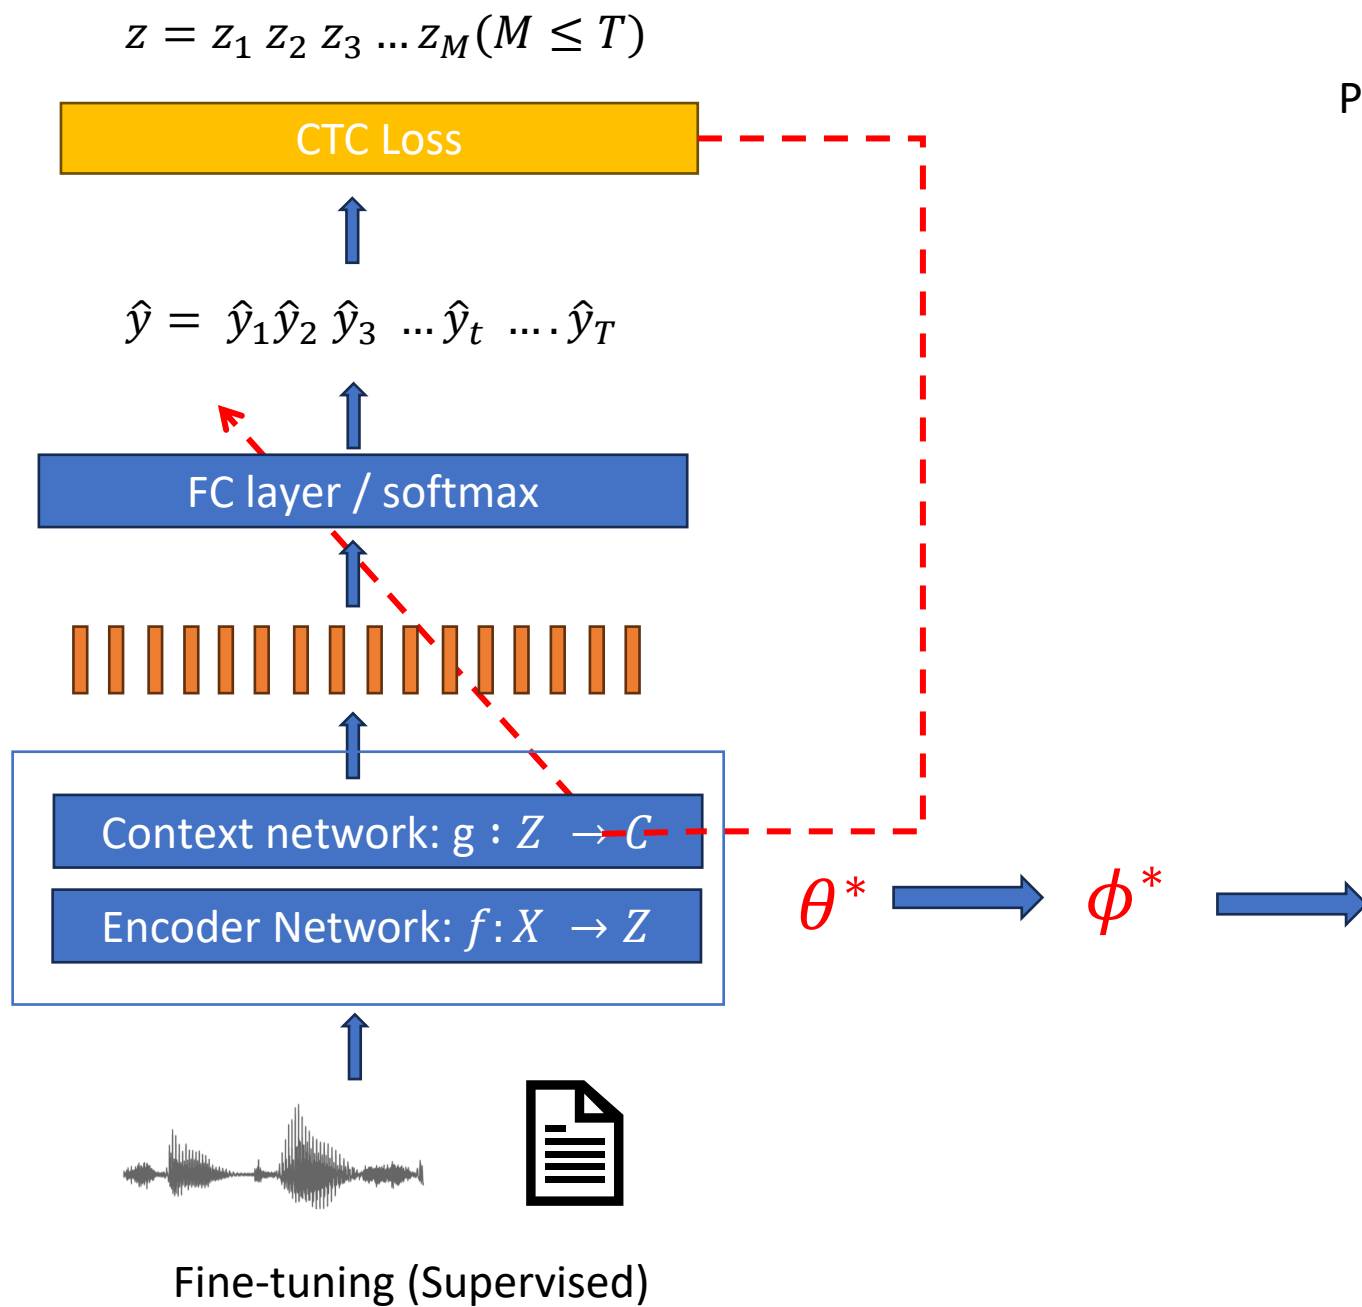 z = z₁ z₂ z₃ … z_M (M ≤ T)
P
CTC Loss
ŷ = ŷ₁ŷ₂ ŷ₃ … ŷₜ …. ŷ_T
FC layer / softmax
Context network: g : Z → C
Encoder Network: f: X → Z
θ* ϕ*
Fine-tuning (Supervised)